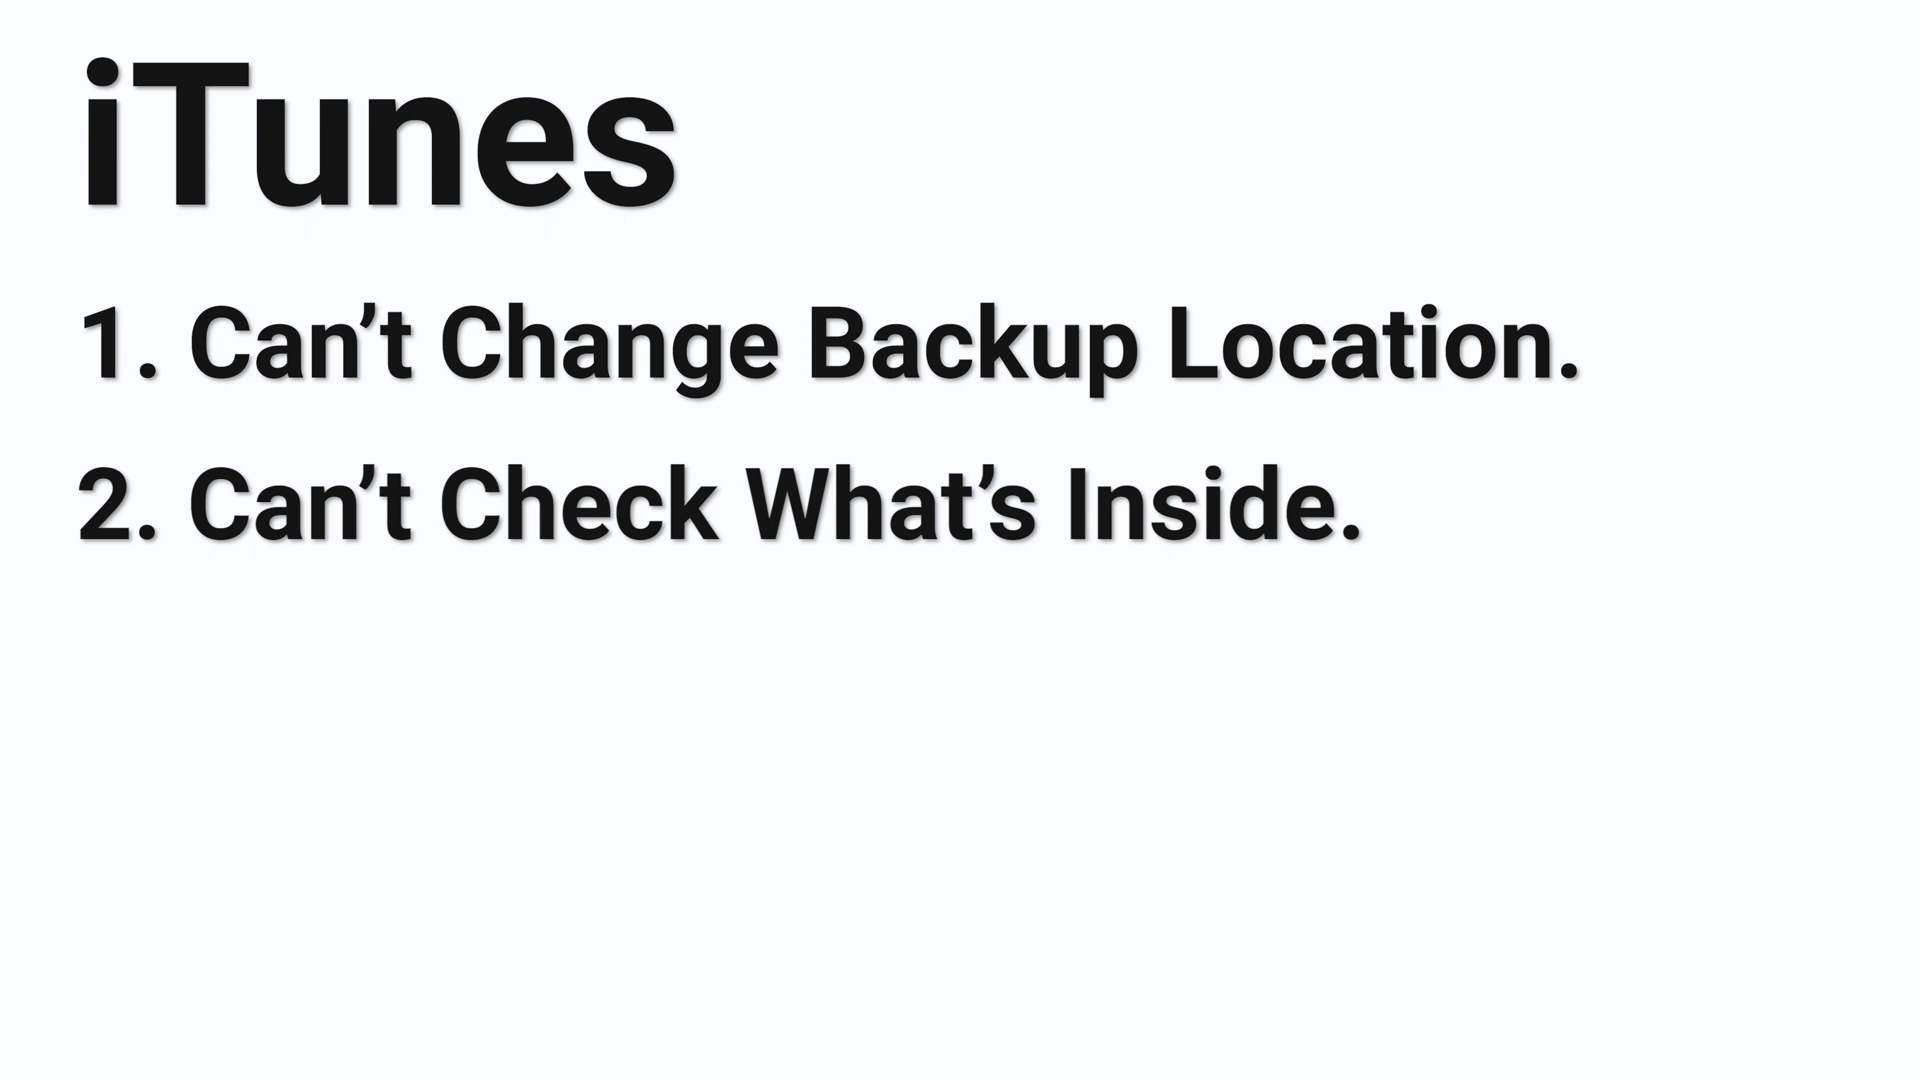 iTunes
1. Can’t Change Backup Location.
2. Can’t Check What’s Inside.